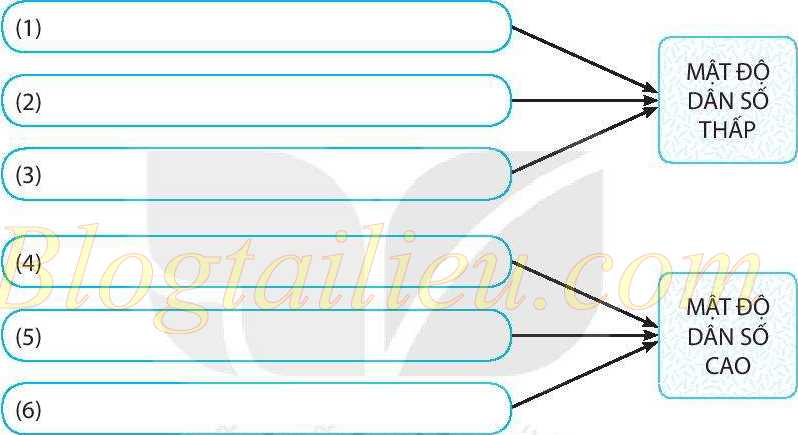 (1)
(2)
(3)
MẬT ĐỘ
DÂN SỐ
THẤP
(4)
(5)
(6)
MẬT ĐỘ
DÂN SỐ
CAO
Blogtailieu.com